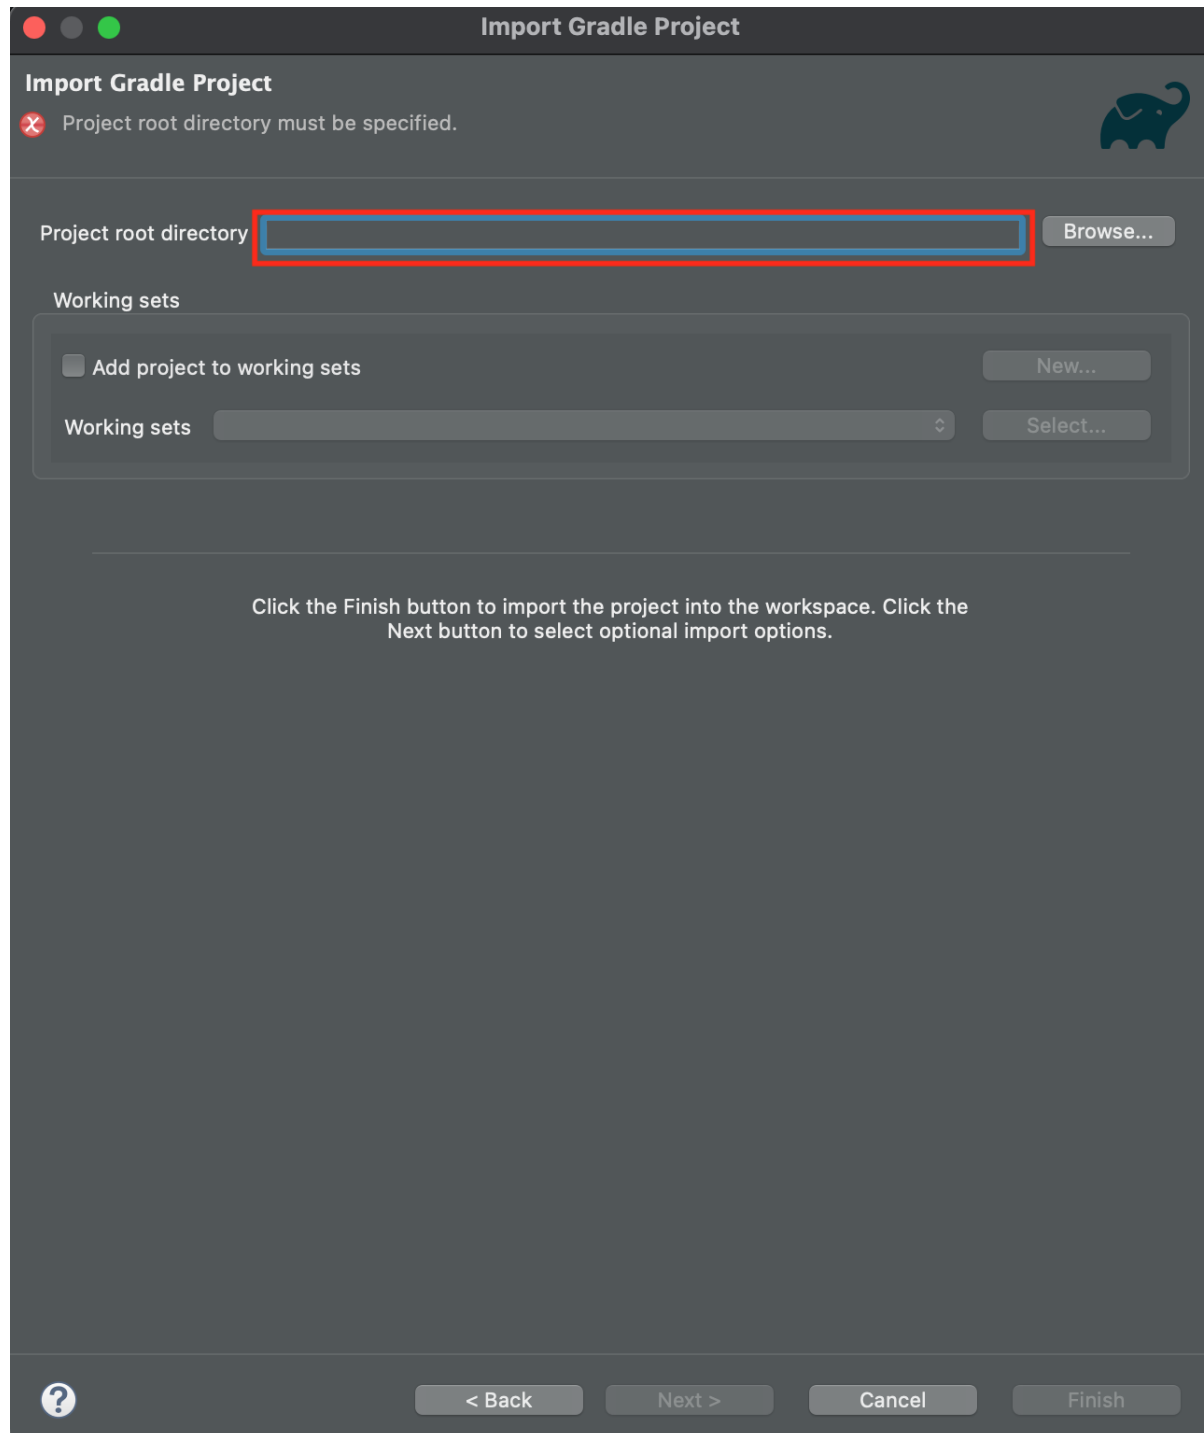 Import Gradle Project
Import Gradle Project
Project root directory must be specified.
Project root directory
Browse...
Working sets
Add project to working sets
New...
Working sets
Select...
Click the Finish button to import the project into the workspace. Click the
Next button to select optional import options.
?
< Back
Next >
Cancel
Finish